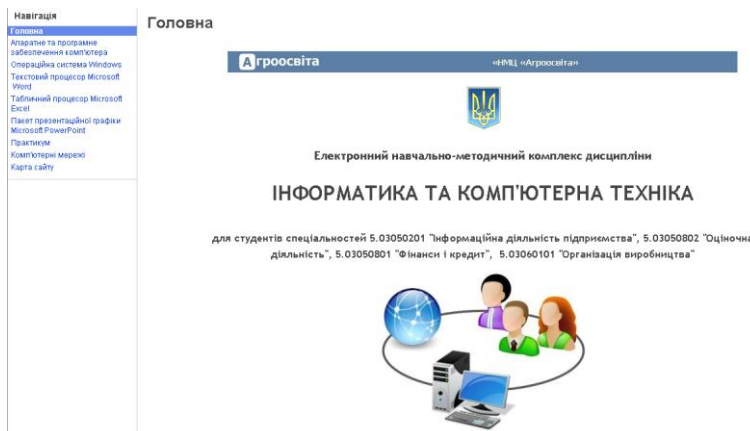 Навігація
Головна
Апаратне та програмне
забезпечення комп'ютера
Операційна система Windows
Текстовий процесор Microsoft
Word
Табличний процесор Microsoft
Excel
Пакет презентаційної графіки
Microsoft PowerPoint
Практикум
Комп'ютерні мережі
Карта сайту
Головна
Агроосвіта
«НМЦ «Агроосвіта»
Електронний навчально-методичний комплекс дисципліни
ІНФОРМАТИКА ТА КОМП'ЮТЕРНА ТЕХНІКА
для студентів спеціальностей 5.03050201 "Інформаційна діяльність підприємства", 5.03050802 "Оціночна
діяльність", 5.03050801 "Фінанси і кредит", 5.03060101 "Організація виробництва"